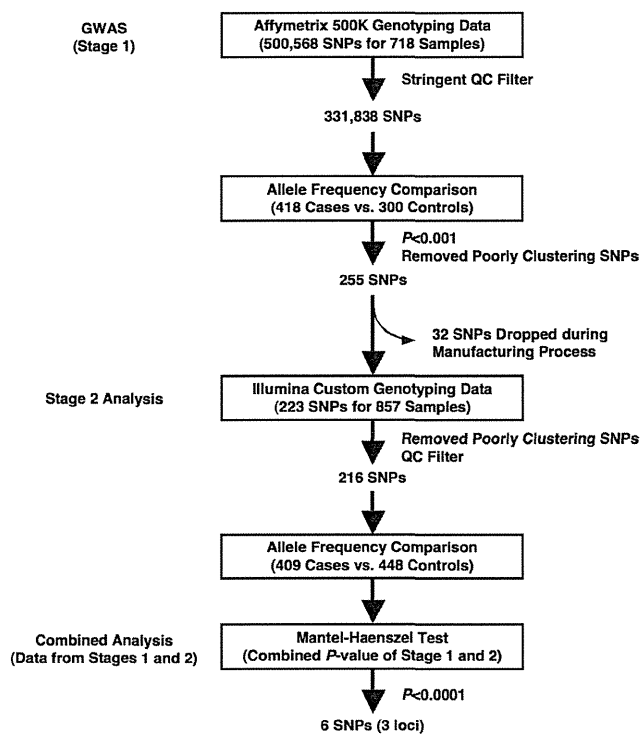 GWAS
(Stage 1)
Affymetrix 500K Genotyping Data
(500,568 SNPs for 718 Samples)
Stringent QC Filter
331,838 SNPs
Allele Frequency Comparison
(418 Cases vs. 300 Controls)
P<0.001
Removed Poorly Clustering SNPs
255 SNPs
32 SNPs Dropped during
Manufacturing Process
Stage 2 Analysis
Illumina Custom Genotyping Data
(223 SNPs for 857 Samples)
Removed Poorly Clustering SNPs
QC Filter
216 SNPs
Allele Frequency Comparison
(409 Cases vs. 448 Controls)
Combined Analysis
(Data from Stages 1 and 2)
Mantel-Haenszel Test
(Combined P-value of Stage 1 and 2)
P<0.0001
6 SNPs (3 loci)